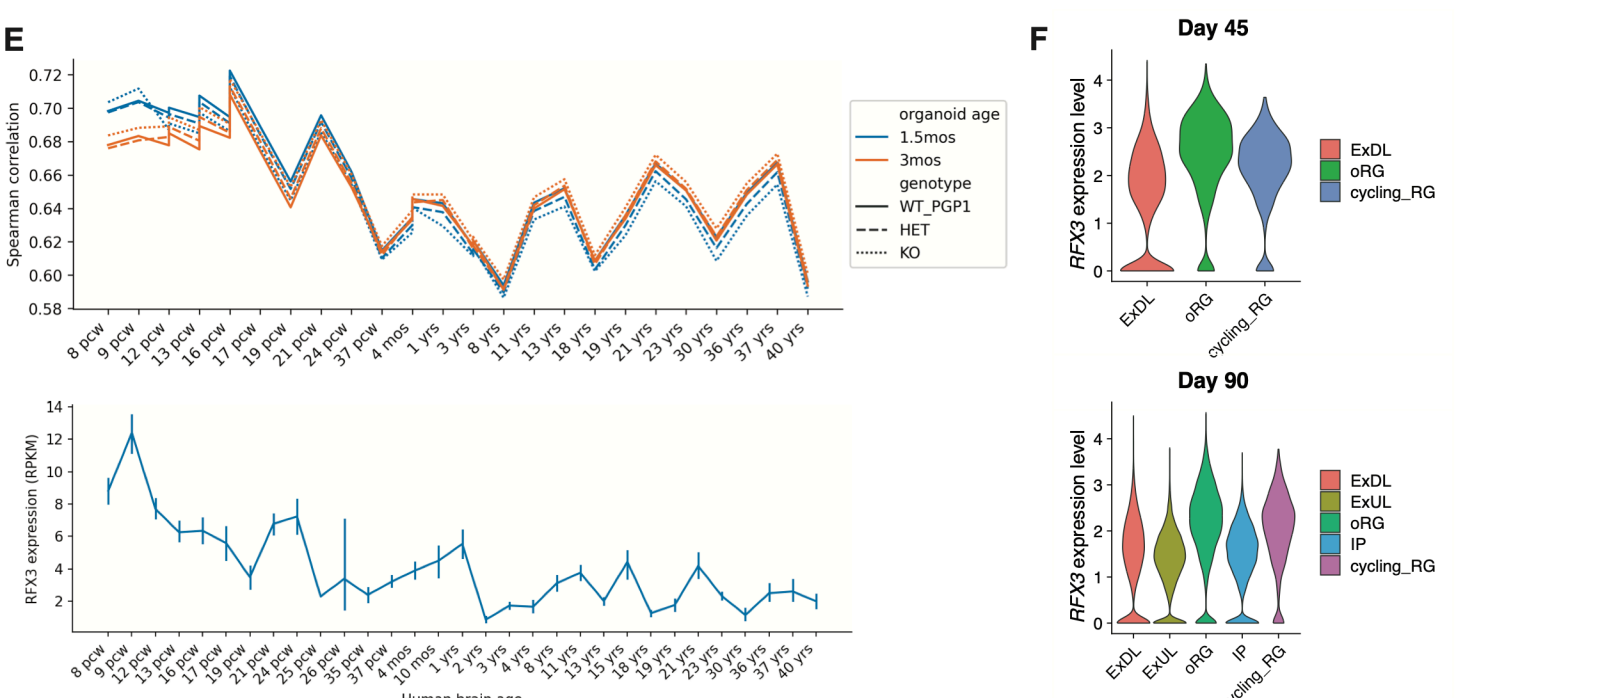 E
Spearman correlation
0.72
0.70
0.68
0.66
0.64
0.62
0.60
0.58
8 pcw
9 pcw
12 pcw
13 pcw
16 pcw
17 pcw
19 pcw
21 pcw
24 pcw
37 pcw
4 mos
1 yrs
3 yrs
8 yrs
11 yrs
13 yrs
18 yrs
19 yrs
21 yrs
23 yrs
30 yrs
36 yrs
37 yrs
40 yrs
organoid age
1.5mos
3mos
genotype
WT_PGP1
HET
KO
RFX3 expression (RPKM)
14
12
10
8
6
4
2
8 pcw
9 pcw
12 pcw
13 pcw
16 pcw
17 pcw
19 pcw
21 pcw
24 pcw
25 pcw
26 pcw
35 pcw
37 pcw
4 mos
10 mos
1 yrs
2 yrs
3 yrs
4 yrs
8 yrs
11 yrs
13 yrs
15 yrs
18 yrs
19 yrs
21 yrs
23 yrs
30 yrs
36 yrs
37 yrs
40 yrs
Human brain age
F
Day 45
RFX3 expression level
4
3
2
1
0
ExDL
oRG
cycling_RG
ExDL
oRG
cycling_RG
Day 90
RFX3 expression level
4
3
2
1
0
ExDL
ExUL
oRG
IP
cycling_RG
ExDL
ExUL
oRG
IP
cycling_RG